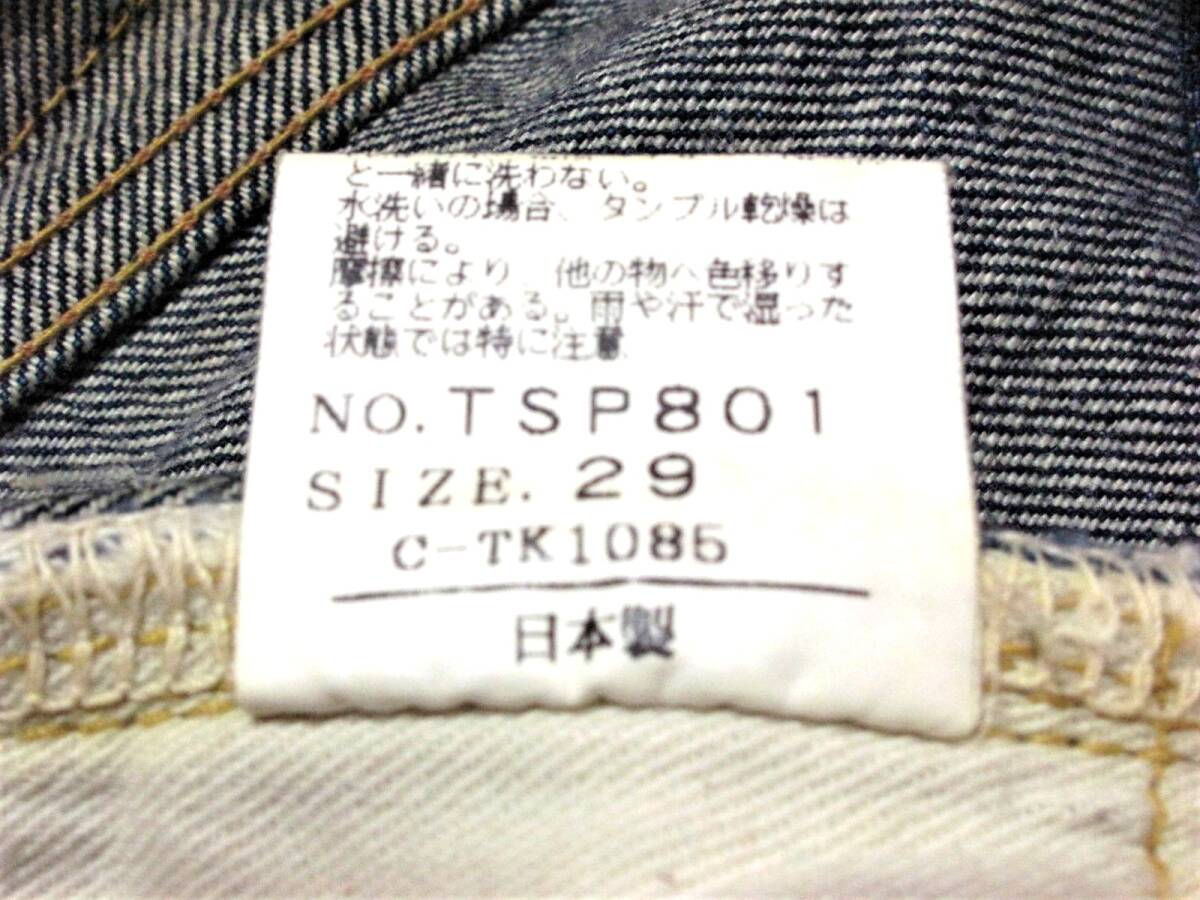 と一緒に洗わない。
水洗いの場合、タンブル乾燥は
避ける。
摩擦により、他の物へ色移りす
ることがある。雨や汗で湿った
状態では特に注意
NO. TSP801
SIZE. 29
C-TK1085
日本製